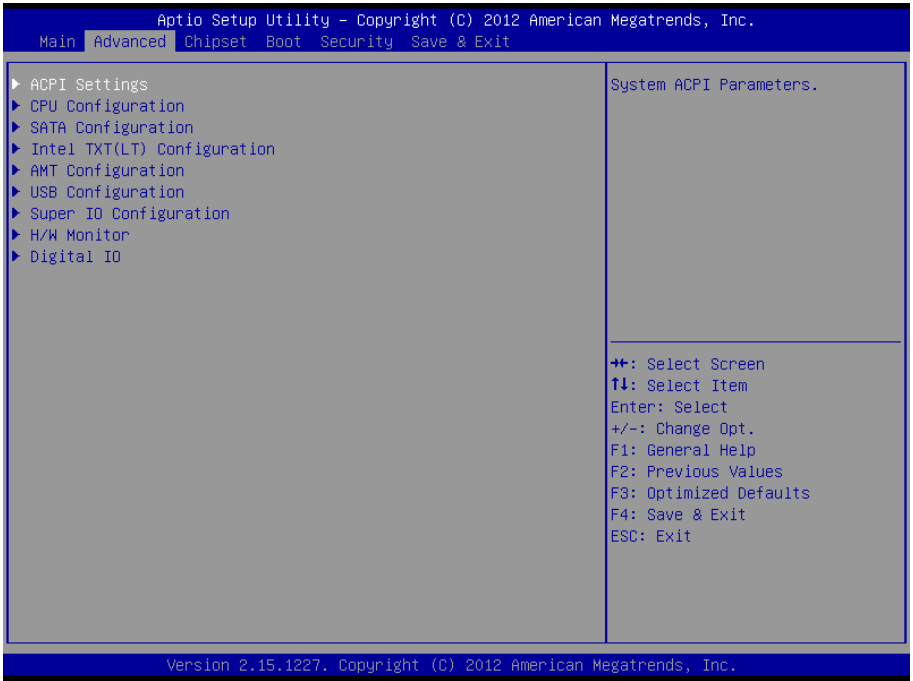 Aptio Setup Utility – Copyright (C) 2012 American Megatrends, Inc.
Main Advanced Chipset Boot Security Save & Exit
▶ ACPI Settings
▶ CPU Configuration
▶ SATA Configuration
▶ Intel TXT(LT) Configuration
▶ AMT Configuration
▶ USB Configuration
▶ Super IO Configuration
▶ H/W Monitor
▶ Digital IO
System ACPI Parameters.
→←: Select Screen
↑↓: Select Item
Enter: Select
+/-: Change Opt.
F1: General Help
F2: Previous Values
F3: Optimized Defaults
F4: Save & Exit
ESC: Exit
Version 2.15.1227. Copyright (C) 2012 American Megatrends, Inc.